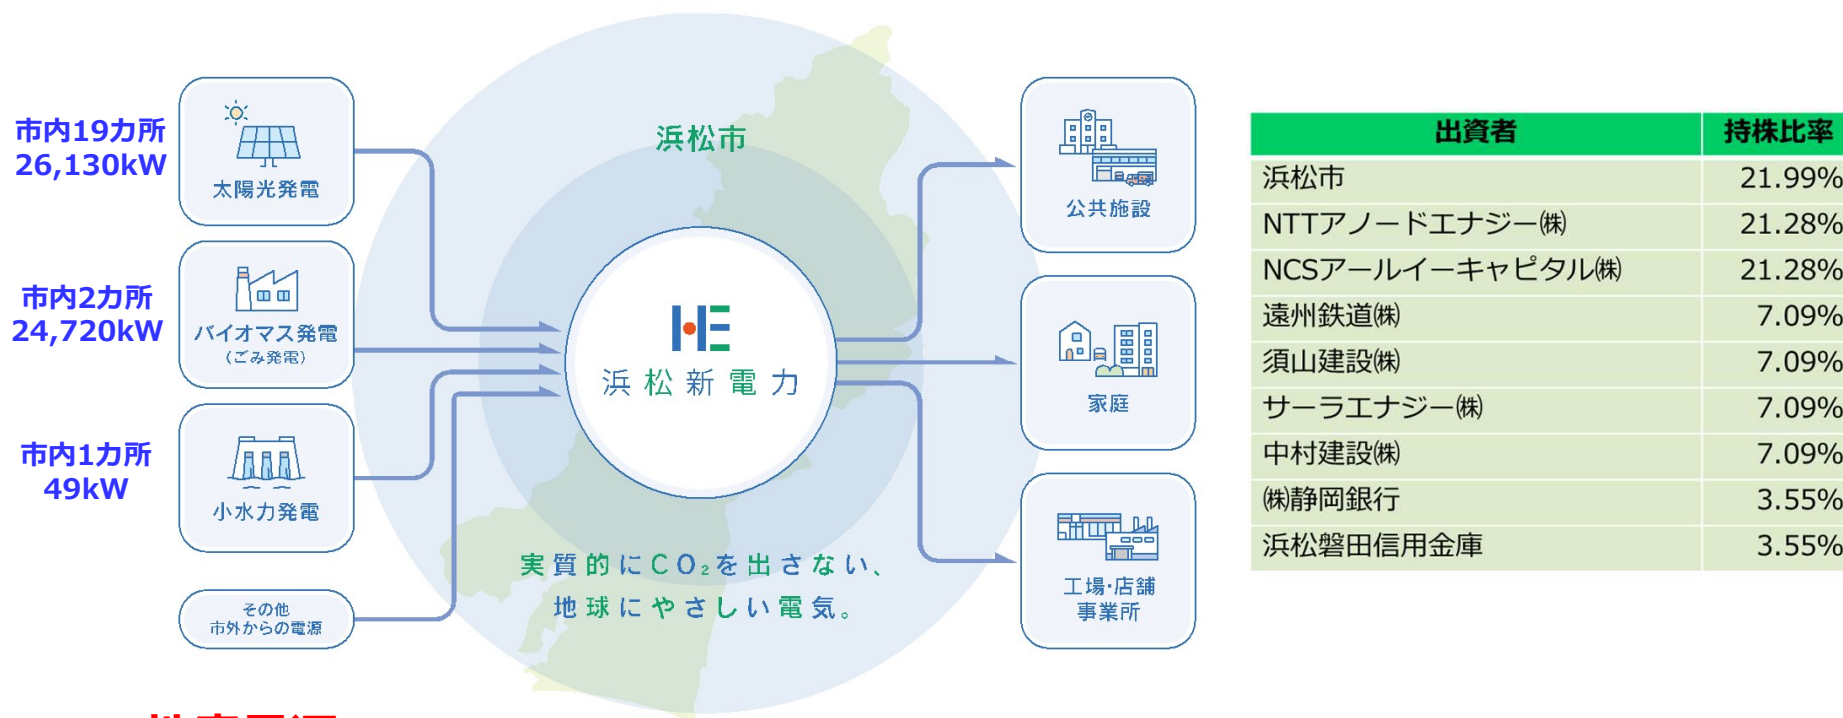 浜松市
市内19カ所
26,130kW
太陽光発電
市内2カ所
24,720kW
バイオマス発電
(ごみ発電)
市内1カ所
49kW
小水力発電
その他
市外からの電源
浜松新電力
実質的にCO₂を出さない、
地球にやさしい電気。
公共施設
家庭
工場・店舗
事業所
出資者 持株比率
浜松市 21.99%
NTTアノードエナジー㈱ 21.28%
NCSアールイーキャピタル㈱ 21.28%
遠州鉄道㈱ 7.09%
須山建設㈱ 7.09%
サーラエナジー㈱ 7.09%
中村建設㈱ 7.09%
㈱静岡銀行 3.55%
浜松磐田信用金庫 3.55%